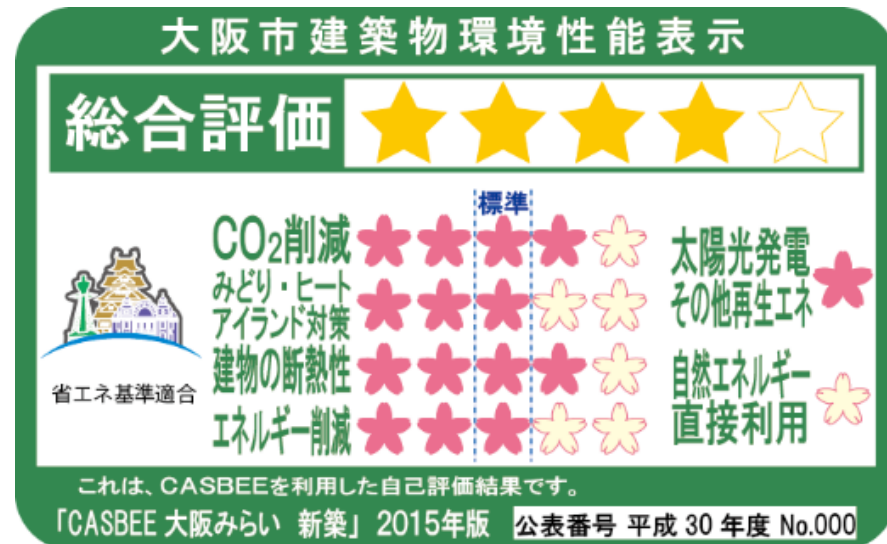 大阪市建築物環境性能表示
総合評価
標準
CO₂削減
みどり・ヒート
アイランド対策
建物の断熱性
エネルギー削減
太陽光発電
その他再生エネ
自然エネルギー
直接利用
省エネ基準適合
これは、CASBEEを利用した自己評価結果です。
「CASBEE 大阪みらい 新築」 2015年版 公表番号 平成 30 年度 No.000